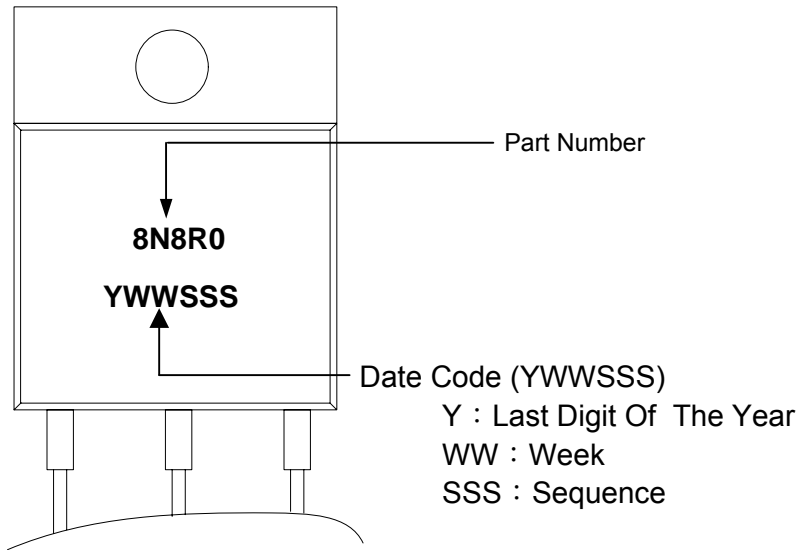 Part Number
8N8R0
YWWSSS
Date Code (YWWSSS)
Y：Last Digit Of The Year
WW：Week
SSS：Sequence